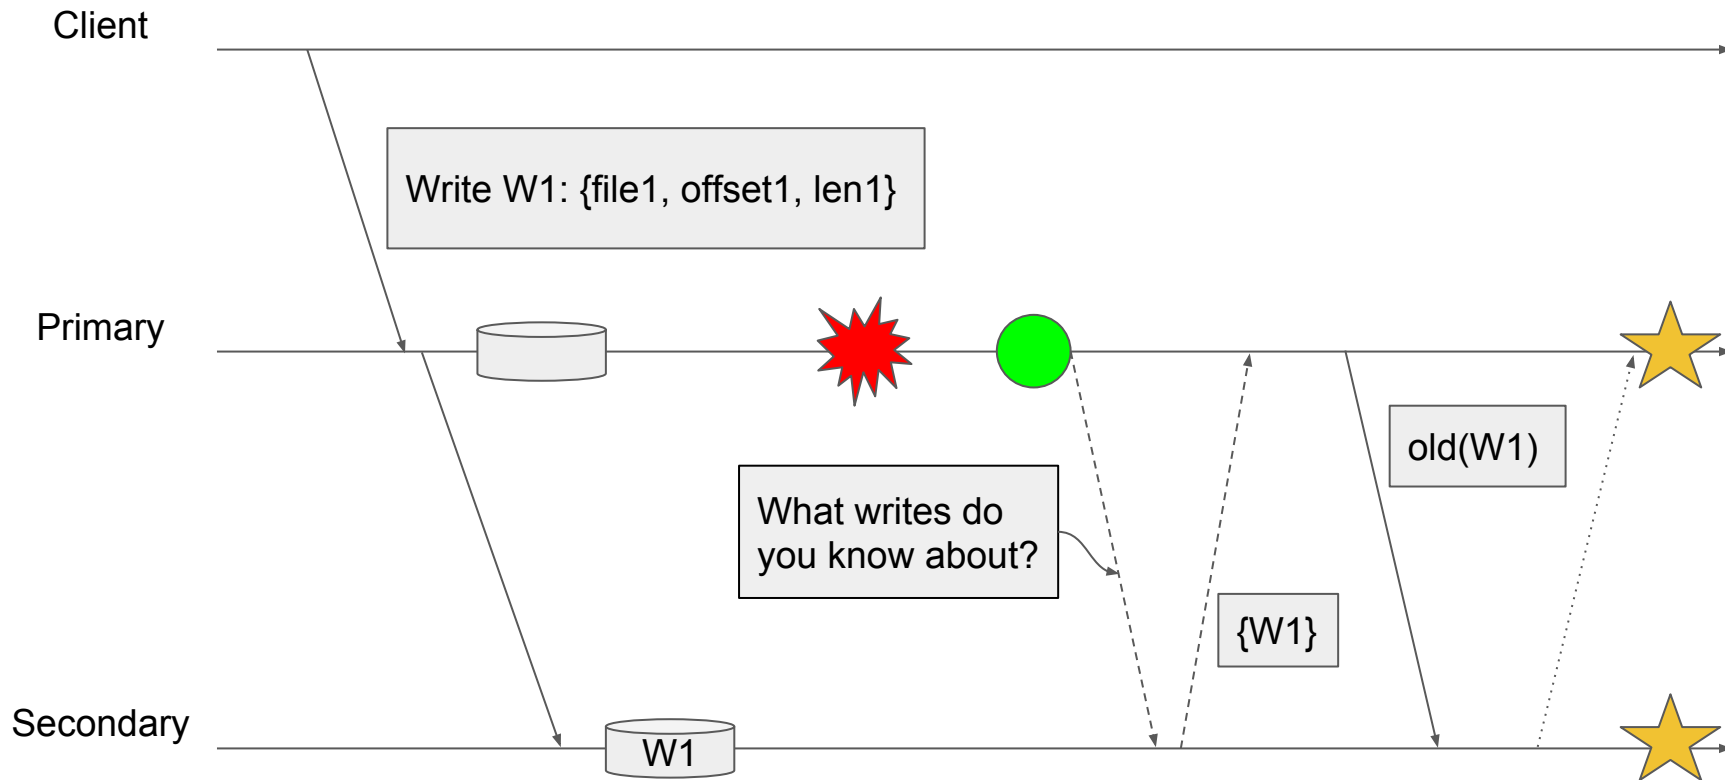 Client
Write W1: {file1, offset1, len1}
Primary
old(W1)
What writes do
you know about?
{W1}
Secondary
W1